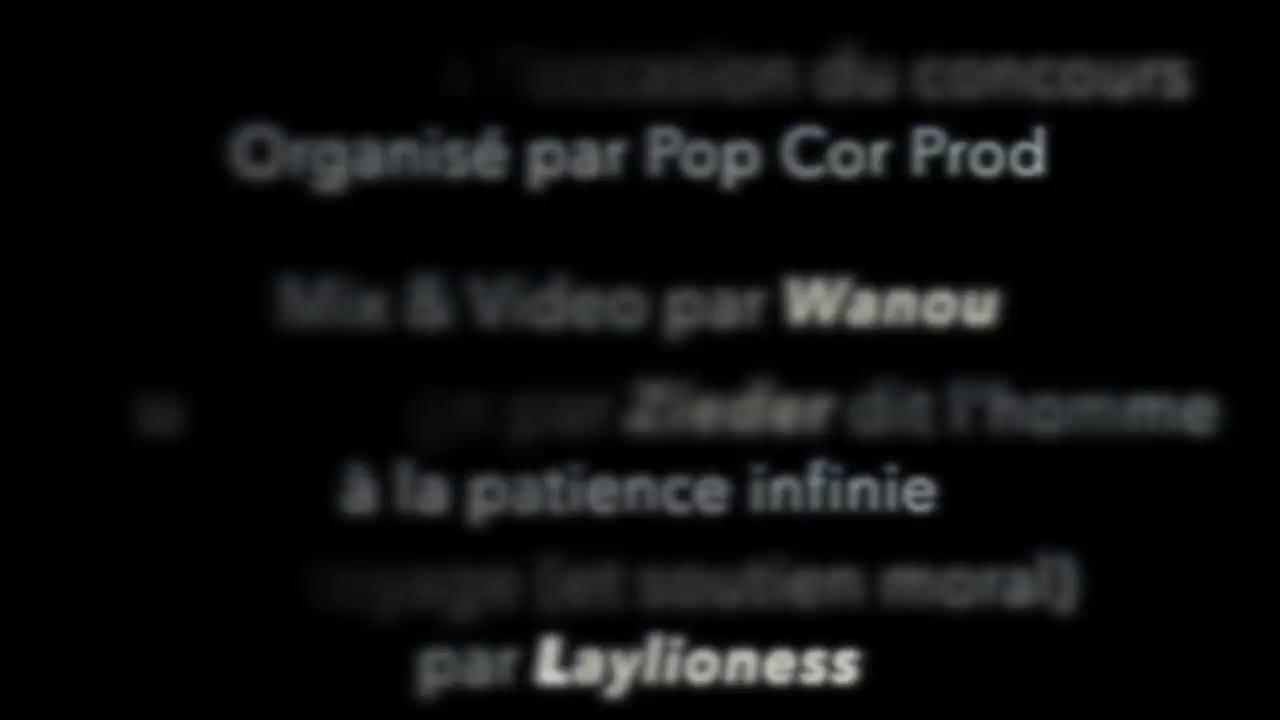 l'occasion du concours
Organisé par Pop Cor Prod
Mix & Video par Wanou
par Zieder dit l'homme
à la patience infinie
(et soutien moral)
par Laylioness